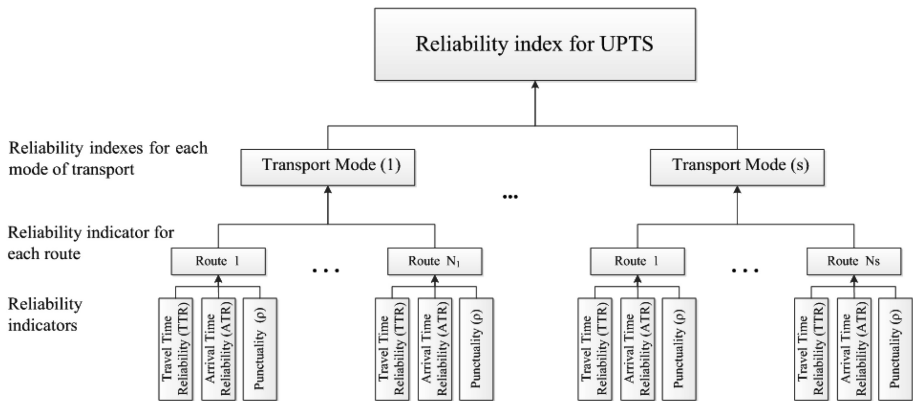 Reliability index for UPTS
Reliability indexes for each
mode of transport
Transport Mode (1)
...
Transport Mode (s)
Reliability indicator for
each route
Route 1
...
Route N₁
Route 1
...
Route Ns
Reliability
indicators
Travel Time
Reliability (TTR)
Arrival Time
Reliability (ATR)
Punctuality (ρ)
Travel Time
Reliability (TTR)
Arrival Time
Reliability (ATR)
Punctuality (ρ)
Travel Time
Reliability (TTR)
Arrival Time
Reliability (ATR)
Punctuality (ρ)
Travel Time
Reliability (TTR)
Arrival Time
Reliability (ATR)
Punctuality (ρ)